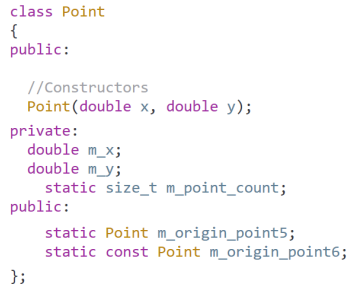 class Point
{
public:
//Constructors
Point(double x, double y);
private:
double m_x;
double m_y;
static size_t m_point_count;
public:
static Point m_origin_point5;
static const Point m_origin_point6;
};